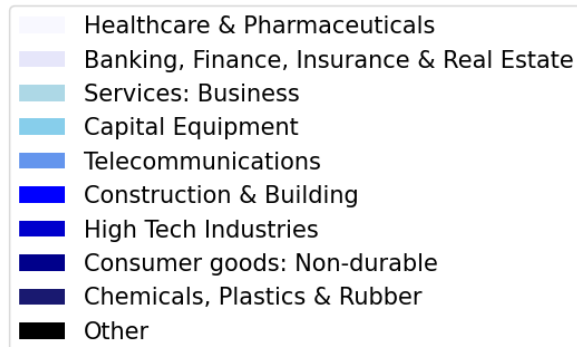 Healthcare & Pharmaceuticals
Banking, Finance, Insurance & Real Estate
Services: Business
Capital Equipment
Telecommunications
Construction & Building
High Tech Industries
Consumer goods: Non-durable
Chemicals, Plastics & Rubber
Other